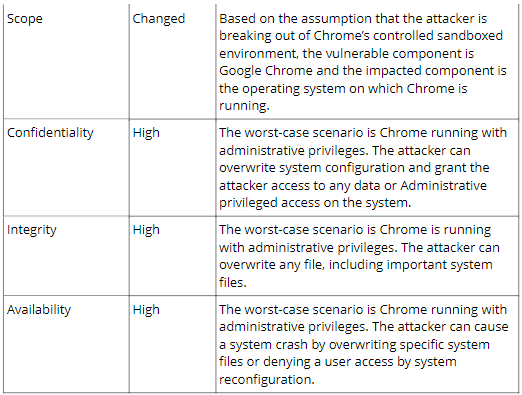 Scope
Changed
Based on the assumption that the attacker is
breaking out of Chrome's controlled sandboxed
environment, the vulnerable component is
Google Chrome and the impacted component is
the operating system on which Chrome is
running.
Confidentiality
High
The worst-case scenario is Chrome running with
administrative privileges. The attacker can
overwrite system configuration and grant the
attacker access to any data or Administrative
privileged access on the system.
Integrity
High
The worst-case scenario is Chrome is running
with administrative privileges. The attacker can
overwrite any file, including important system
files.
Availability
High
The worst-case scenario is Chrome running with
administrative privileges. The attacker can cause
a system crash by overwriting specific system
files or denying a user access by system
reconfiguration.